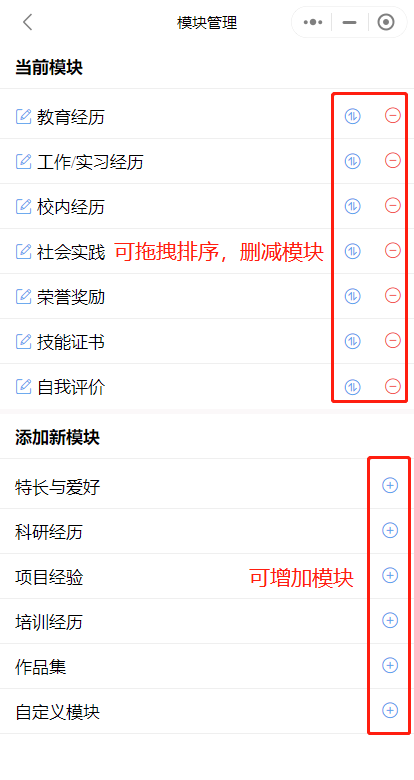 模块管理
当前模块
教育经历
工作/实习经历
校内经历
社会实践 可拖拽排序，删减模块
荣誉奖励
技能证书
自我评价
添加新模块
特长与爱好
科研经历
项目经验 可增加模块
培训经历
作品集
自定义模块